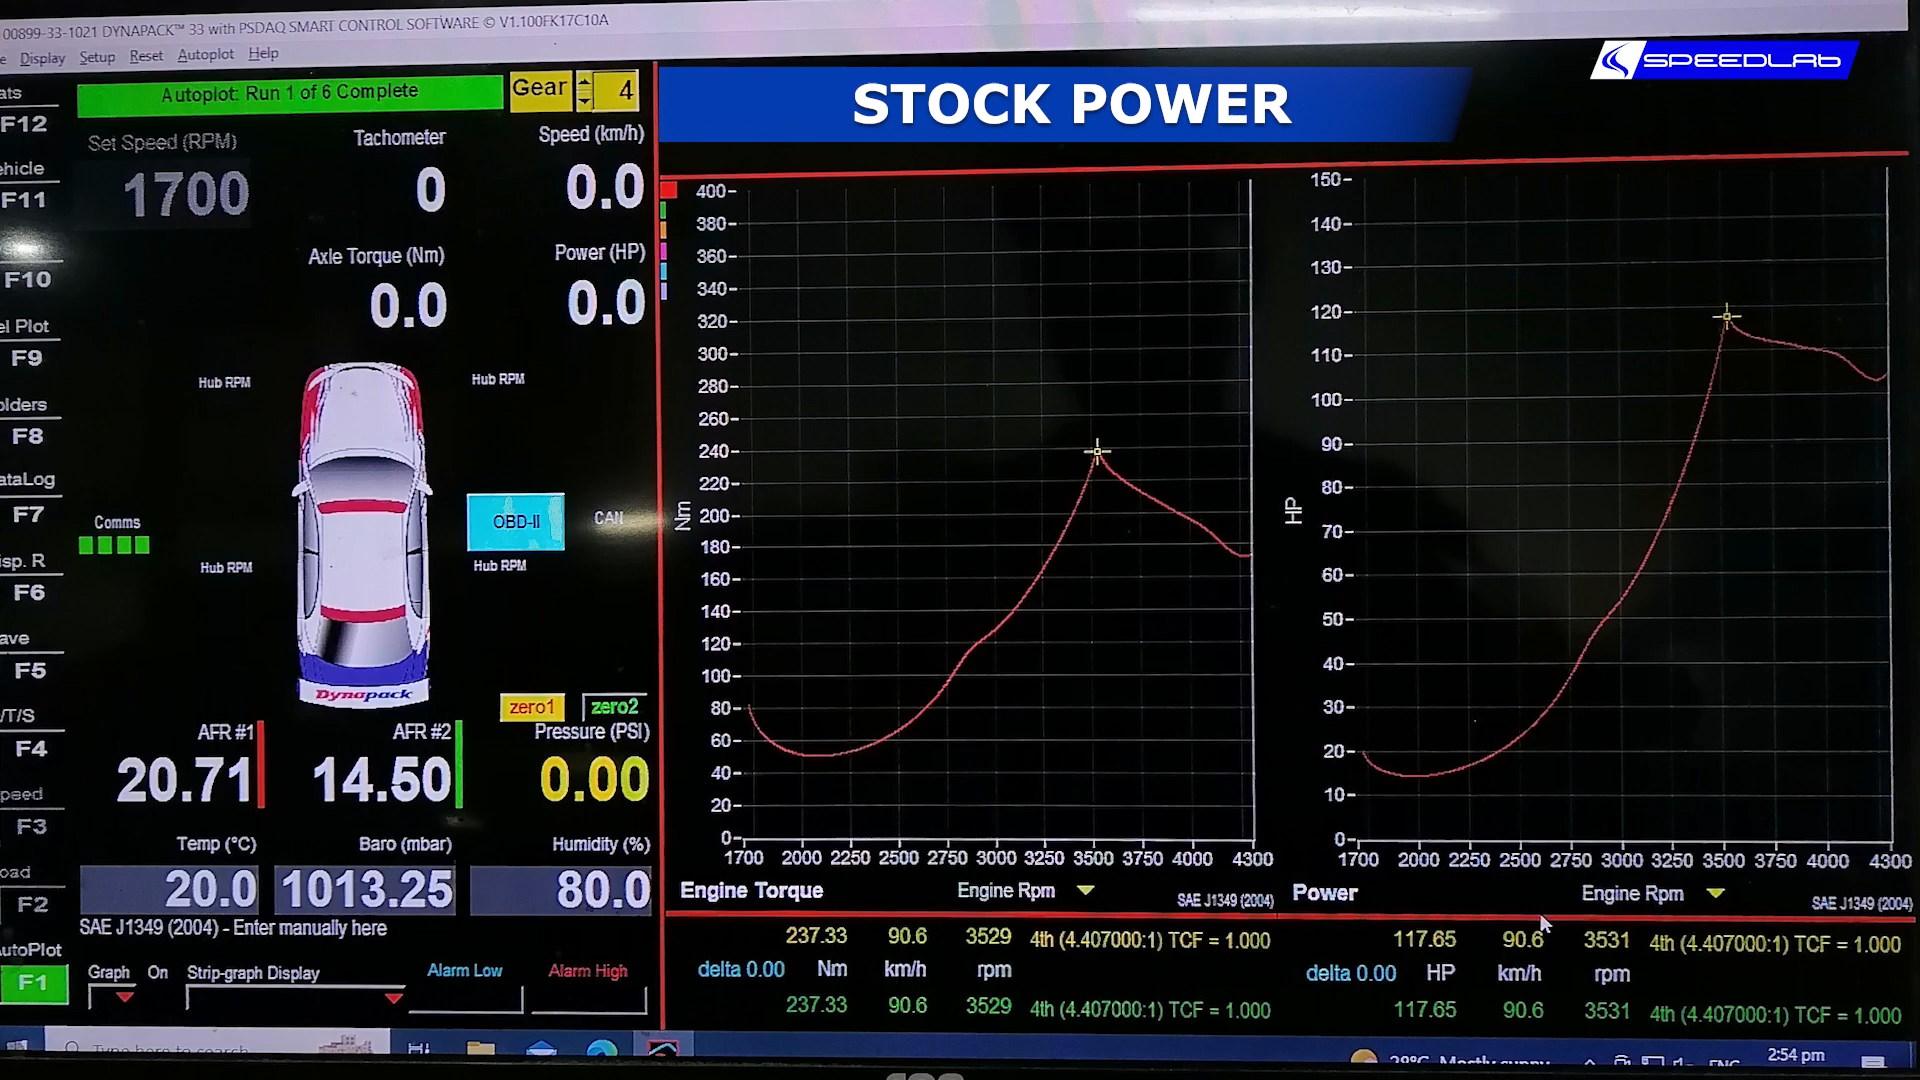 00899-33-1021 DYNAPACK™ 33 with PSDAQ SMART CONTROL SOFTWARE © V1.100FK17C10A
Display Setup Reset Autoplot Help
SPEEDLAB
STOCK POWER
Autoplot: Run 1 of 6 Complete
Gear 4
F12
Set Speed (RPM) Tachometer Speed (km/h)
1700 0 0.0
F11
Axle Torque (Nm) Power (HP)
0.0 0.0
F10
F9
Hub RPM Hub RPM
F8
F7
Comms OBD-II CAN
Hub RPM Hub RPM
F6
F5
Dynapack
zero1 zero2
F4
AFR #1 AFR #2 Pressure (PSI)
20.71 14.50 0.00
F3
Temp (°C) Baro (mbar) Humidity (%)
20.0 1013.25 80.0
F2
SAE J1349 (2004) - Enter manually here
F1
Graph On Strip-graph Display Alarm Low Alarm High
400
380
360
340
320
300
280
260
240
220
200
180
160
140
120
100
80
60
40
20
0
Nm
1700 2000 2250 2500 2750 3000 3250 3500 3750 4000 4300
Engine Torque Engine Rpm SAE J1349 (2004)
150
140
130
120
110
100
90
80
70
60
50
40
30
20
10
0
HP
1700 2000 2250 2500 2750 3000 3250 3500 3750 4000 4300
Power Engine Rpm SAE J1349 (2004)
237.33 90.6 3529 4th (4.407000:1) TCF = 1.000
delta 0.00 Nm km/h rpm
237.33 90.6 3529 4th (4.407000:1) TCF = 1.000
117.65 90.6 3531 4th (4.407000:1) TCF = 1.000
delta 0.00 HP km/h rpm
117.65 90.6 3531 4th (4.407000:1) TCF = 1.000
Type here to search
Mostly sunny
ENG
2:54 pm